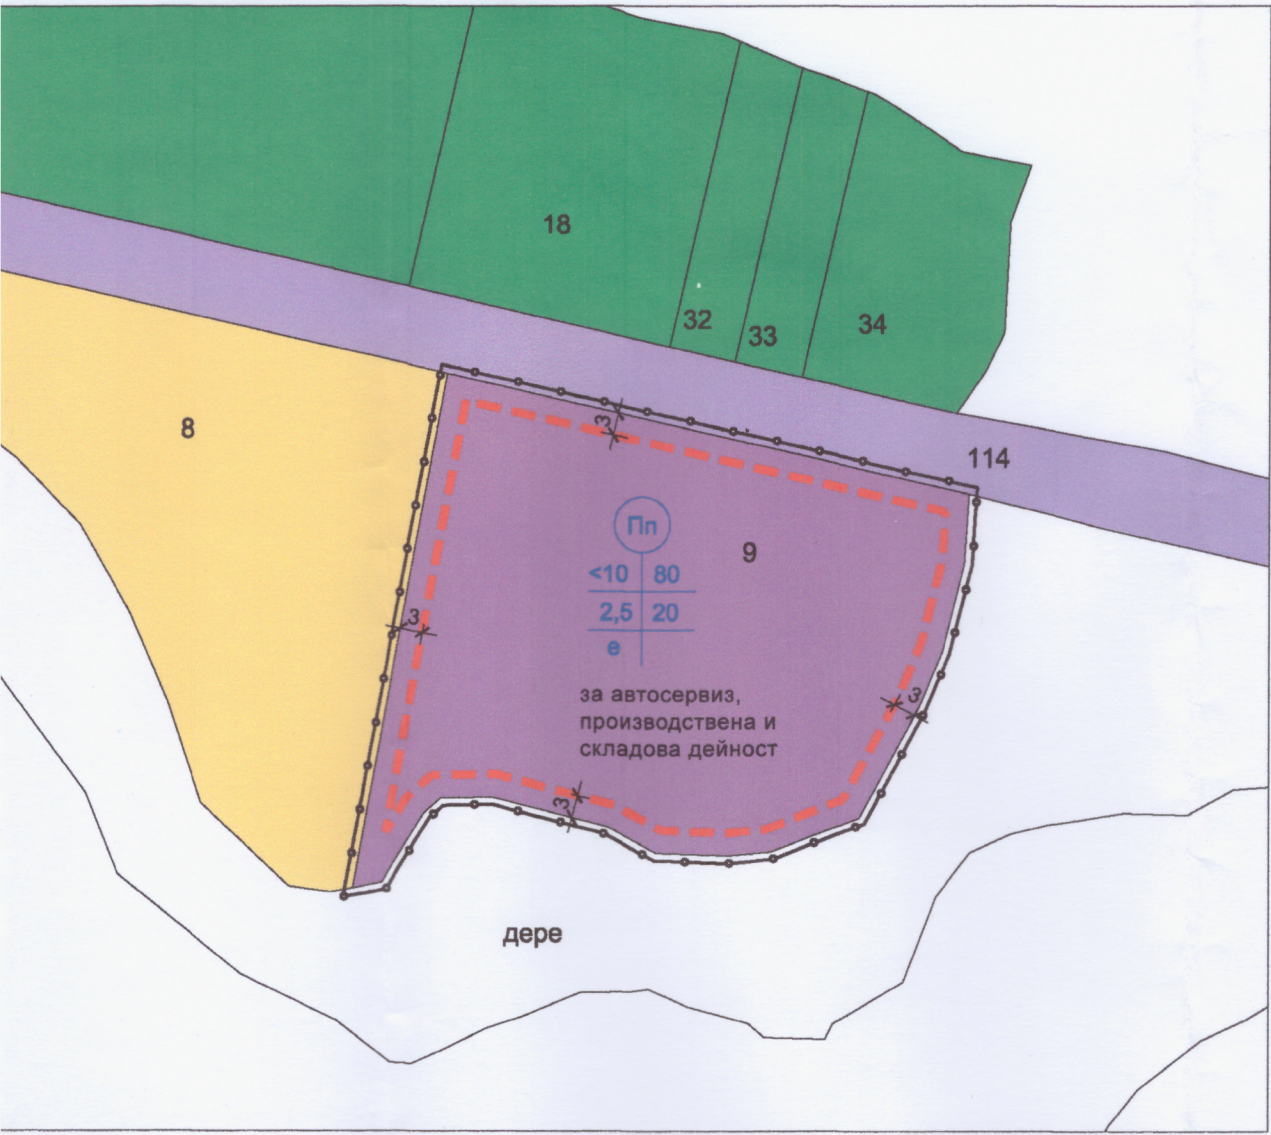 18
32
33
34
8
3
114
Пп
9
<10 80
2,5 20
е
3
за автосервиз,
производствена и
складова дейност
3
3
дере